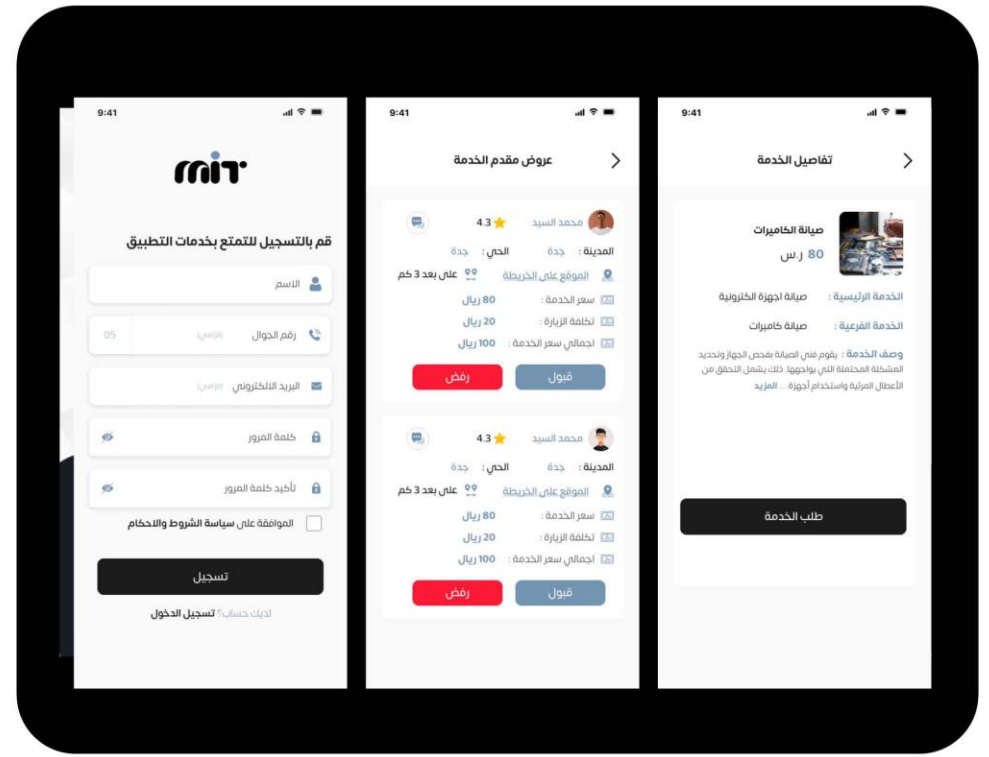 9:41
تفاصيل الخدمة
صيانة الكاميرات
80 ر.س
الخدمة الرئيسية : صيانة اجهزة الكترونية
الخدمة الفرعية : صيانة كاميرات
وصف الخدمة : يقوم فني الصيانة بفحص الجهاز وتحديد
المشكلة المحتملة التي يواجهها. ذلك يشمل التحقق من
الأعطال المرئية واستخدام أجهزة ... المزيد
طلب الخدمة
9:41
عروض مقدم الخدمة
محمد السيد 4.3
المدينة : جدة الحي : جدة
الموقع على الخريطة على بعد 3 كم
سعر الخدمة : 80 ريال
تكلفة الزيارة : 20 ريال
اجمالي سعر الخدمة : 100 ريال
قبول رفض
محمد السيد 4.3
المدينة : جدة الحي : جدة
الموقع على الخريطة على بعد 3 كم
سعر الخدمة : 80 ريال
تكلفة الزيارة : 20 ريال
اجمالي سعر الخدمة : 100 ريال
قبول رفض
9:41
miT
قم بالتسجيل للتمتع بخدمات التطبيق
الاسم
رقم الجوال (الزامي) 05
البريد الالكتروني (الزامي)
كلمة المرور
تأكيد كلمة المرور
الموافقة على سياسة الشروط والاحكام
تسجيل
لديك حساب؟ تسجيل الدخول